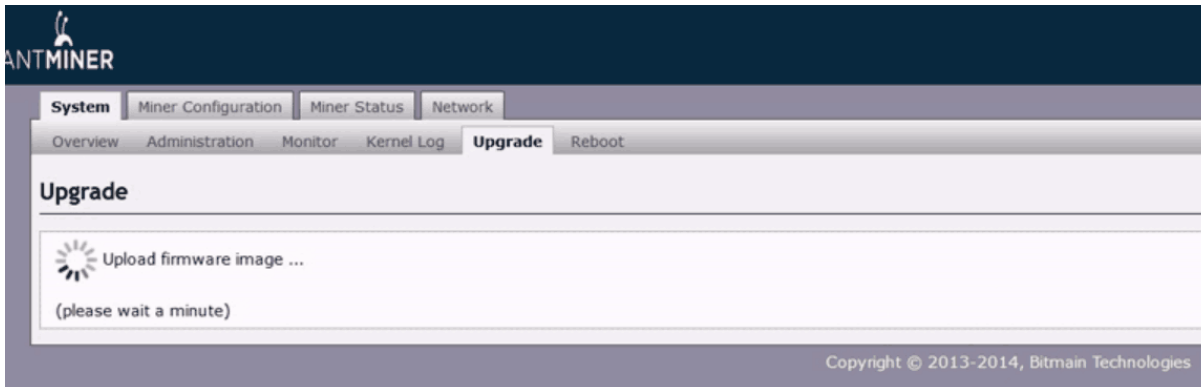 ANTMINER
System Miner Configuration Miner Status Network
Overview Administration Monitor Kernel Log Upgrade Reboot
Upgrade
Upload firmware image ...
(please wait a minute)
Copyright © 2013-2014, Bitmain Technologies